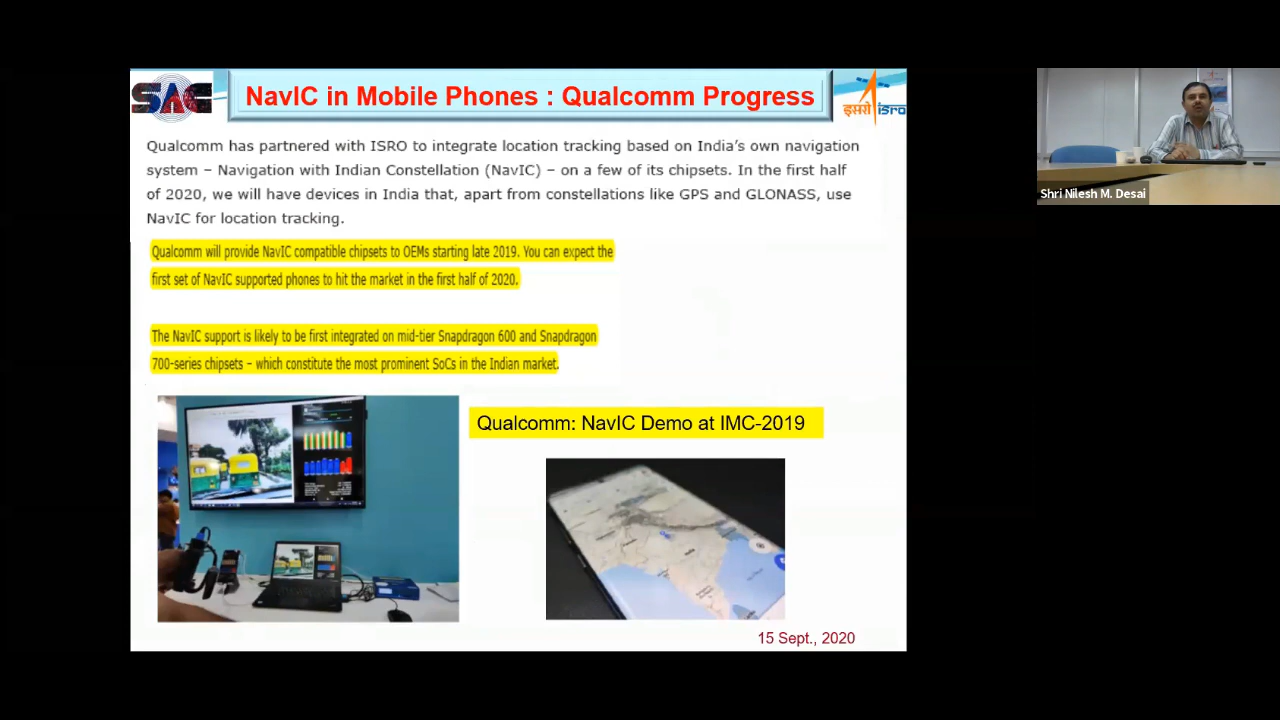 SAC
NavIC in Mobile Phones : Qualcomm Progress
इसरो isro
Qualcomm has partnered with ISRO to integrate location tracking based on India's own navigation
system – Navigation with Indian Constellation (NavIC) – on a few of its chipsets. In the first half
of 2020, we will have devices in India that, apart from constellations like GPS and GLONASS, use
NavIC for location tracking.
Qualcomm will provide NavIC compatible chipsets to OEMs starting late 2019. You can expect the
first set of NavIC supported phones to hit the market in the first half of 2020.
The NavIC support is likely to be first integrated on mid-tier Snapdragon 600 and Snapdragon
700-series chipsets – which constitute the most prominent SoCs in the Indian market.
Qualcomm: NavIC Demo at IMC-2019
15 Sept., 2020
Shri Nilesh M. Desai